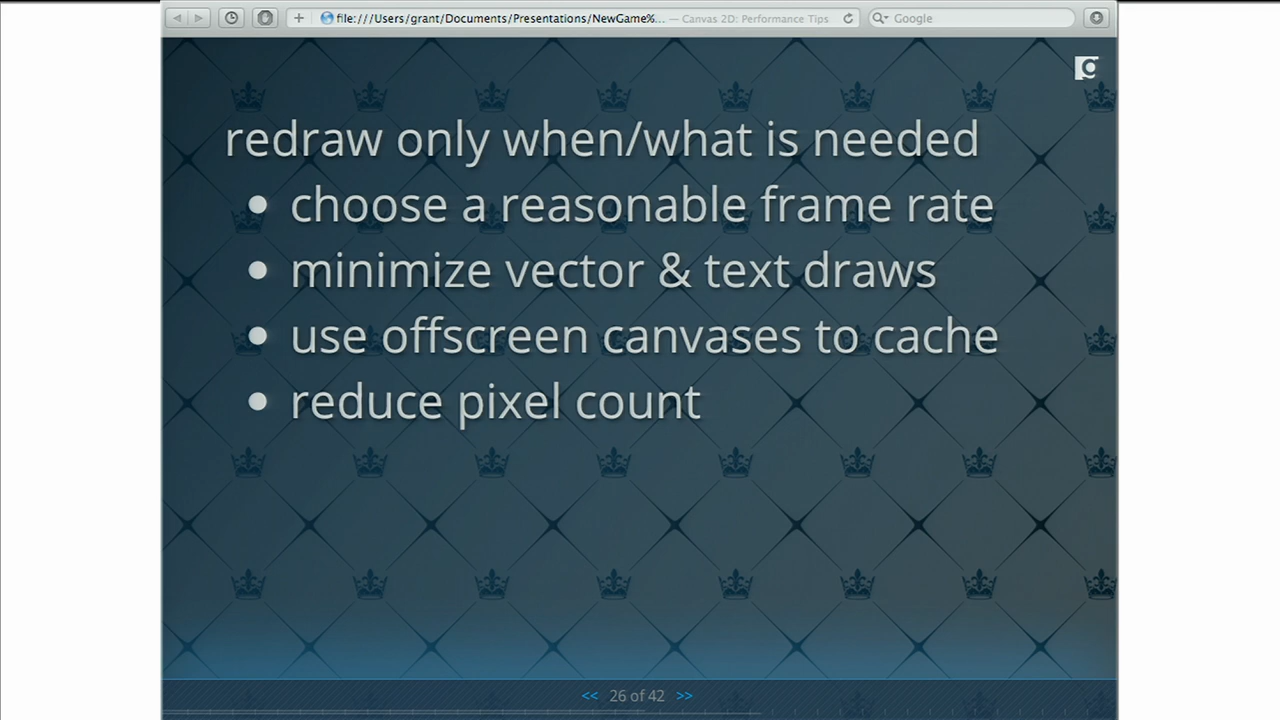 file:///Users/grant/Documents/Presentations/NewGame%... — Canvas 2D: Performance Tips
Google
g
redraw only when/what is needed
• choose a reasonable frame rate
• minimize vector & text draws
• use offscreen canvases to cache
• reduce pixel count
<< 26 of 42 >>